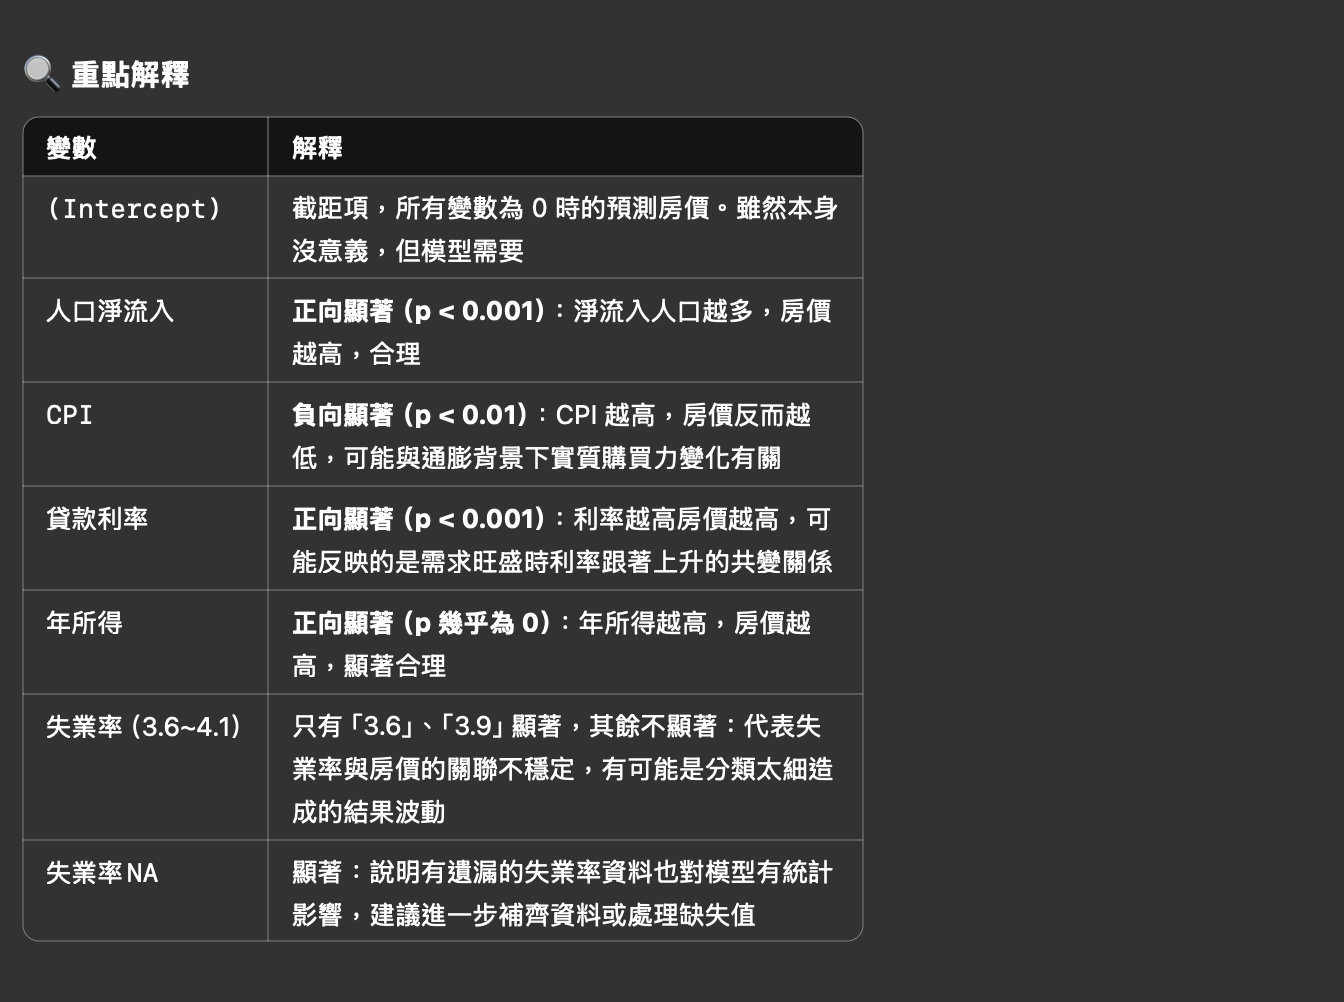 🔍 重點解釋
變數
解釋
(Intercept)
截距項，所有變數為 0 時的預測房價。雖然本身
沒意義，但模型需要
人口淨流入
正向顯著 (p < 0.001)：淨流入人口越多，房價
越高，合理
CPI
負向顯著 (p < 0.01)：CPI 越高，房價反而越
低，可能與通膨背景下實質購買力變化有關
貸款利率
正向顯著 (p < 0.001)：利率越高房價越高，可
能反映的是需求旺盛時利率跟著上升的共變關係
年所得
正向顯著 (p 幾乎為 0)：年所得越高，房價越
高，顯著合理
失業率 (3.6~4.1)
只有「3.6」、「3.9」顯著，其餘不顯著：代表失
業率與房價的關聯不穩定，有可能是分類太細造
成的結果波動
失業率NA
顯著：說明有遺漏的失業率資料也對模型有統計
影響，建議進一步補齊資料或處理缺失值